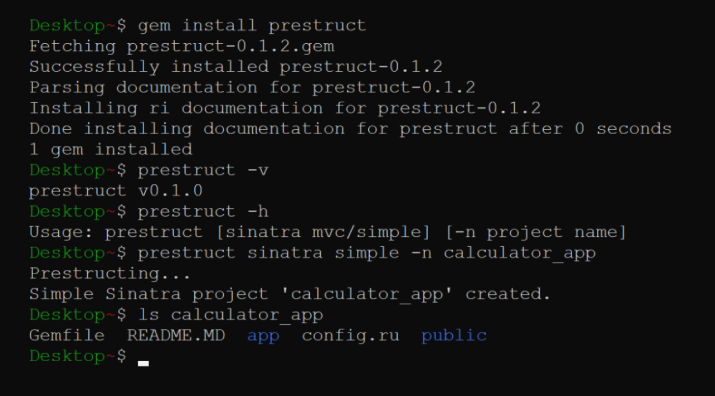 Desktop~$ gem install prestruct
Fetching prestruct-0.1.2.gem
Successfully installed prestruct-0.1.2
Parsing documentation for prestruct-0.1.2
Installing ri documentation for prestruct-0.1.2
Done installing documentation for prestruct after 0 seconds
1 gem installed
Desktop~$ prestruct -v
prestruct v0.1.0
Desktop~$ prestruct -h
Usage: prestruct [sinatra mvc/simple] [-n project name]
Desktop~$ prestruct sinatra simple -n calculator_app
Prestructing...
Simple Sinatra project 'calculator_app' created.
Desktop~$ ls calculator_app
Gemfile  README.MD  app  config.ru  public
Desktop~$